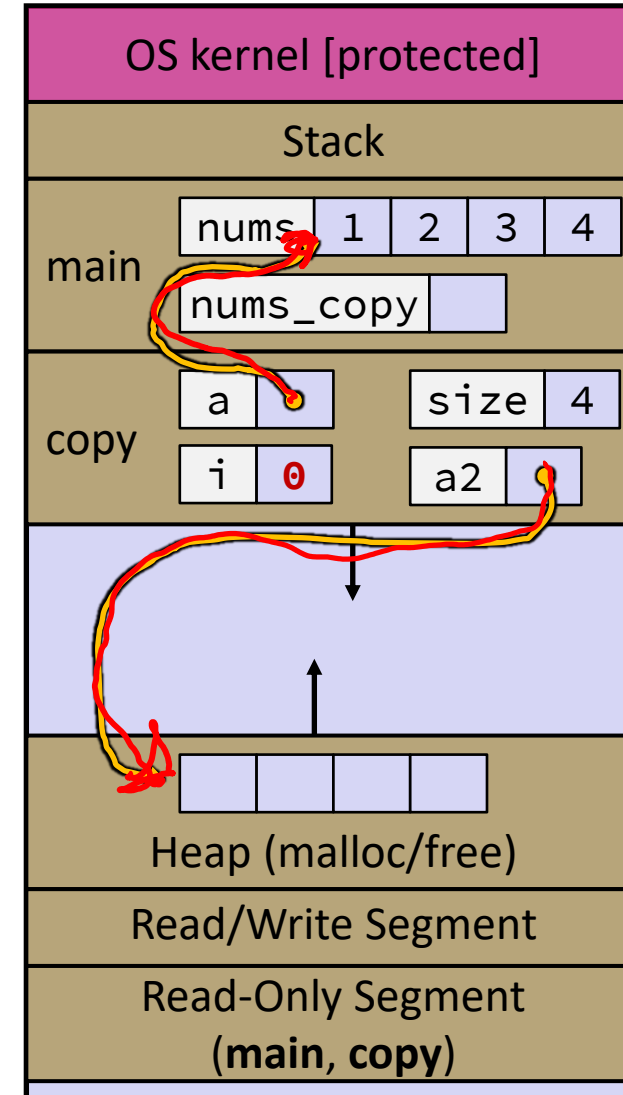 OS kernel [protected]
Stack
main
nums 1 2 3 4
nums_copy
copy
a size 4
i 0 a2
Heap (malloc/free)
Read/Write Segment
Read-Only Segment
(main, copy)